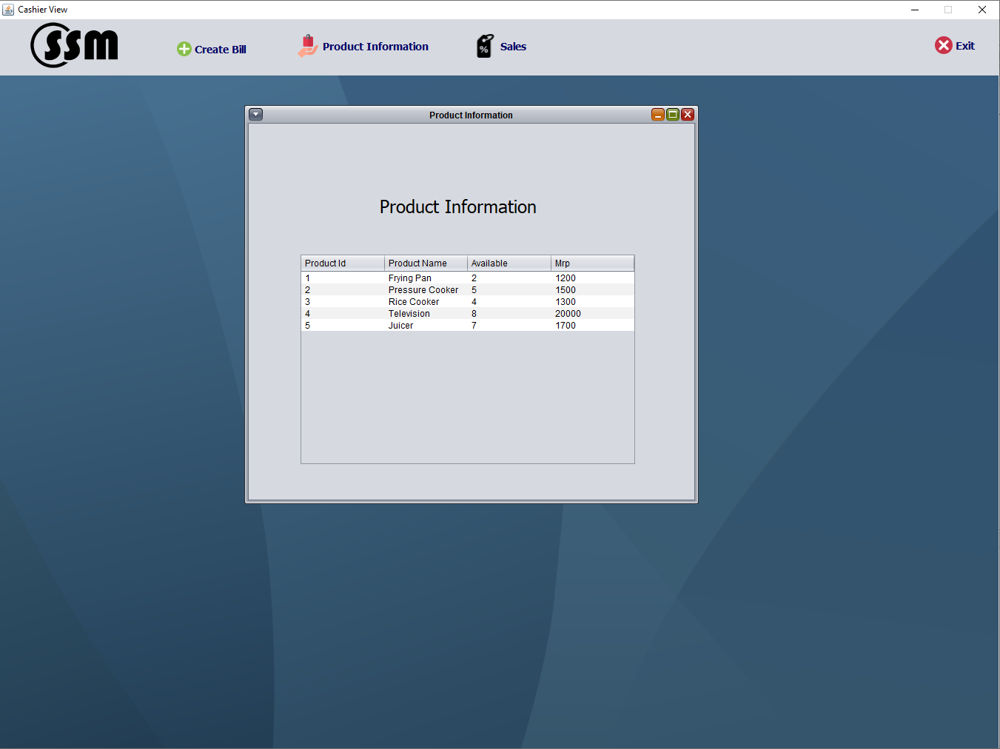 Cashier View
SSM
Create Bill
Product Information
% Sales
Exit
Product Information
Product Information
Product Id Product Name Available Mrp
1 Frying Pan 2 1200
2 Pressure Cooker 5 1500
3 Rice Cooker 4 1300
4 Television 8 20000
5 Juicer 7 1700